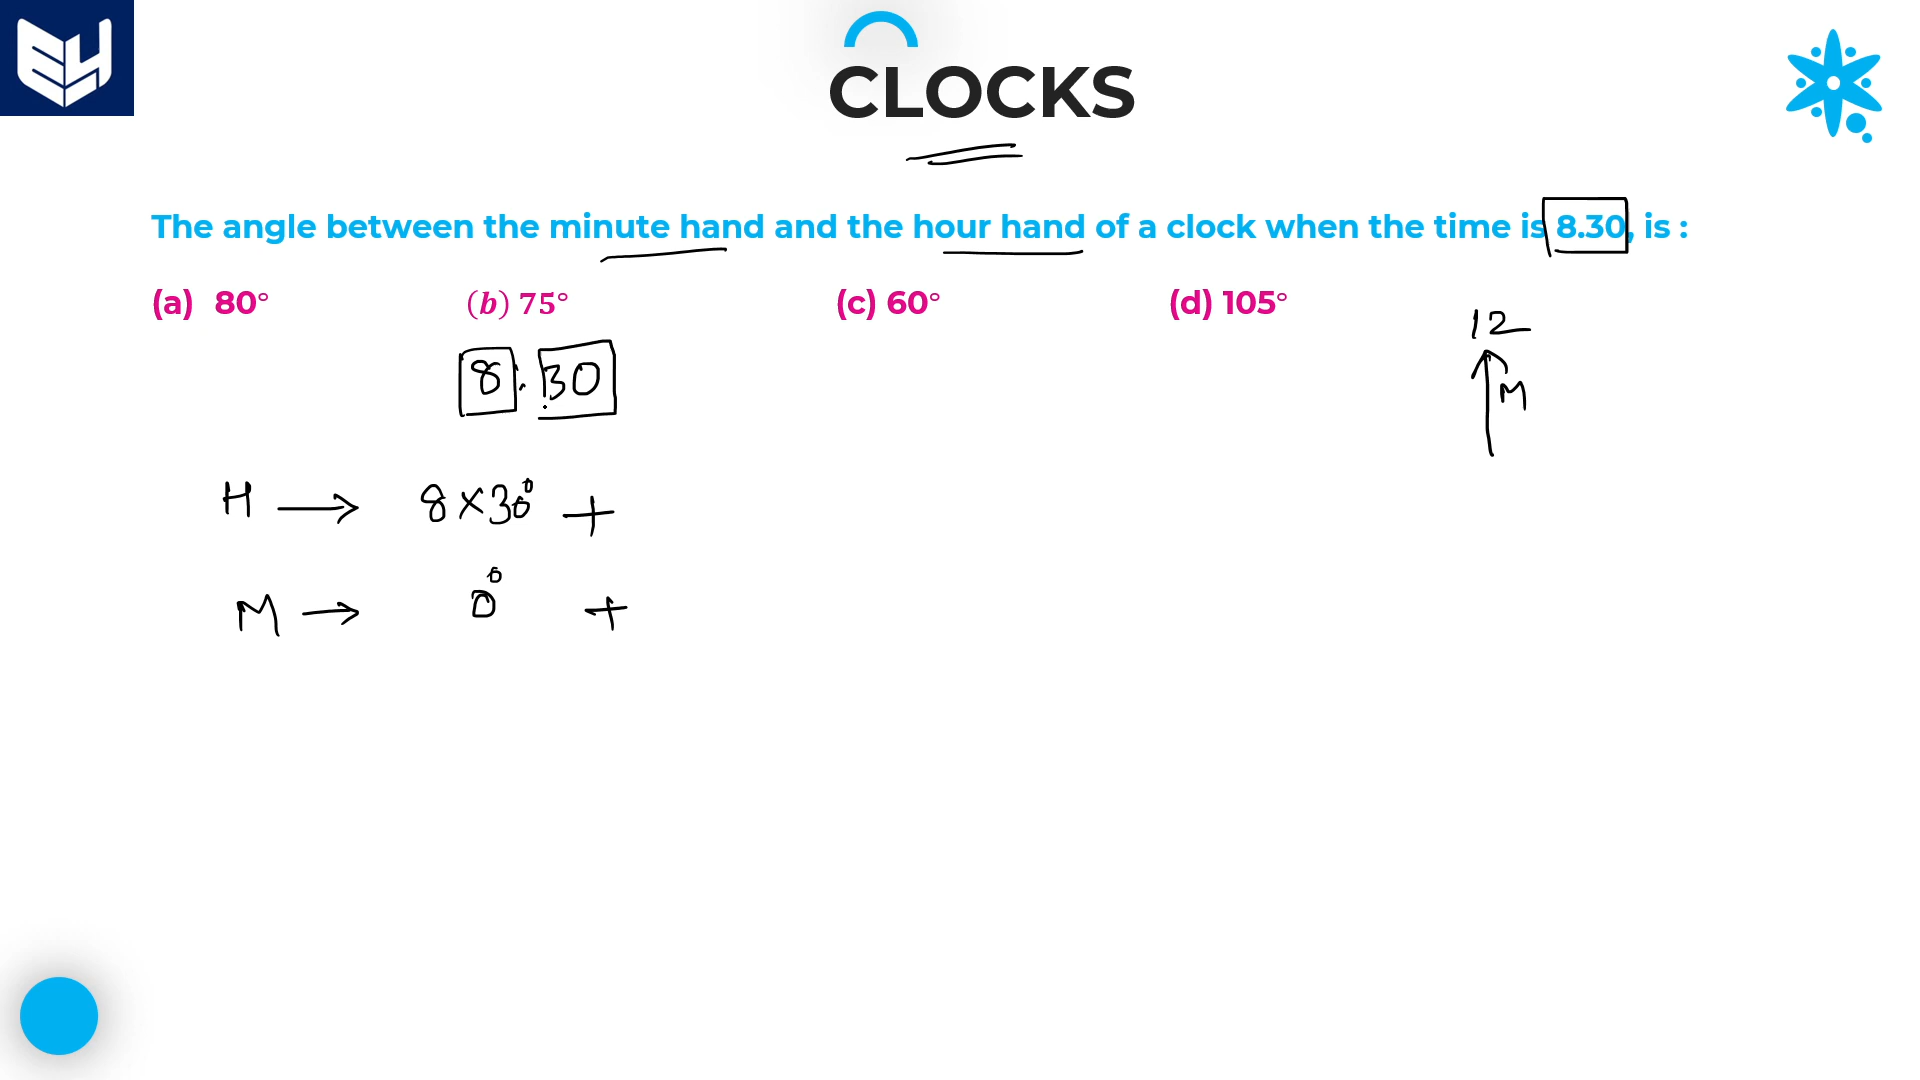 CLOCKS
The angle between the minute hand and the hour hand of a clock when the time is 8.30, is :
(a) 80° (b) 75° (c) 60° (d) 105°
12
M
8 : 30
H → 8×30° +
M → 0° +